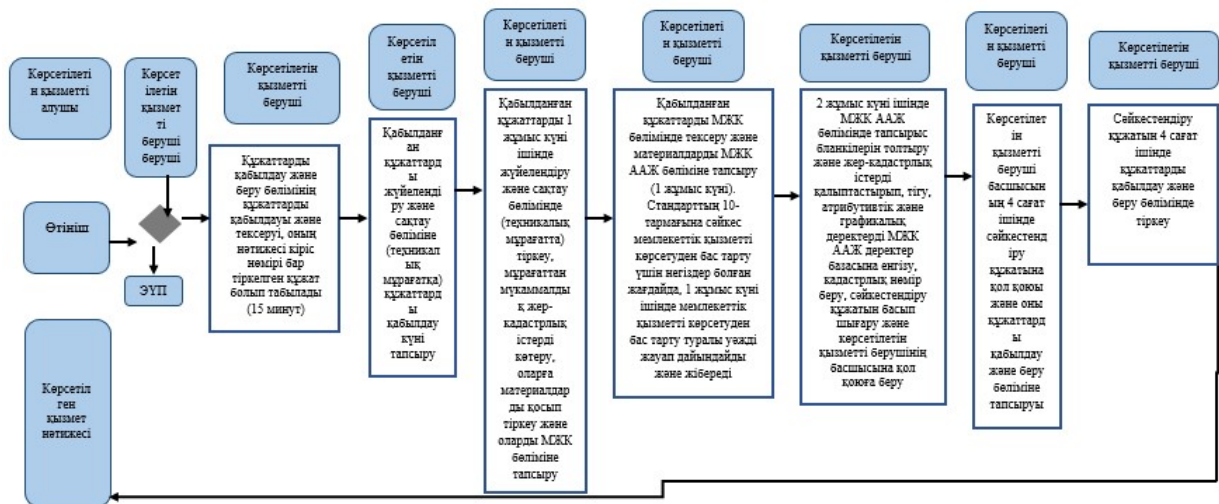 Көрсетілеті
н қызметті
алушы
Көрсет
ілетін
қызмет
ті
беруші
беруші
Көрсетілетін
қызметті
беруші
Көрсетіл
етін
қызметті
беруші
Көрсетілеті
н қызметті
беруші
Көрсетілеті
н қызметті
беруші
Көрсетілетін
қызметті
беруші
Көрсетілет
ін қызметті
беруші
Көрсетілетін
қызметті беруші
Өтініш
ЭҮП
Құжаттарды
қабылдау және
беру бөлімінің
құжаттарды
қабылдауы және
тексеруі, оның
нәтижесі кіріс
нөмірі бар
тіркелген құжат
болып табылады
(15 минут)
Қабылданғ
ан
құжаттард
ы
жүйеленді
ру және
сақтау
бөліміне
(техникал
ық
мұрағатқа)
құжаттард
ы
қабылдау
күні
тапсыру
Қабылданған
құжаттарды 1
жұмыс күні
ішінде
жүйелендіру
және сақтау
бөлімінде
(техникалық
мұрағатта)
тіркеу,
мұрағаттан
мүкаммалды
қ жер-
кадастрлық
істерді
көтеру,
оларға
материалдар
ды қосып
тіркеу және
оларды МЖК
бөліміне
тапсыру
Қабылданған
құжаттарды МЖК
бөлімінде тексеру және
материалдарды МЖК
ААЖ бөліміне тапсыру
(1 жұмыс күні).
Стандарттың 10-
тармағына сәйкес
мемлекеттік қызметті
көрсетуден бас тарту
үшін негіздер болған
жағдайда, 1 жұмыс күні
ішінде мемлекеттік
қызметті көрсетуден
бас тарту туралы уәжді
жауап дайындайды
және жібереді
2 жұмыс күні ішінде
МЖК ААЖ
бөлімінде тапсырыс
бланкілерін толтыру
және жер-кадастрлық
істерді
қалыптастырып, тігу,
атрибутивтік және
графикалық
деректерді МЖК
ААЖ деректер
базасына енгізу,
кадастрлық нөмір
беру, сәйкестендіру
құжатын басып
шығару және
көрсетілетін
қызметті берушінің
басшысына қол
қоюға беру
Көрсетілет
ін
қызметті
беруші
басшысын
ың 4 сағат
ішінде
сәйкестенд
іру
құжатына
қол қоюы
және оны
құжаттард
ы
қабылдау
және беру
бөліміне
тапсыруы
Сәйкестендіру
құжатын 4 сағат
ішінде
құжаттарды
қабылдау және
беру бөлімінде
тіркеу
Көрсетіл
ген
қызмет
нәтижесі